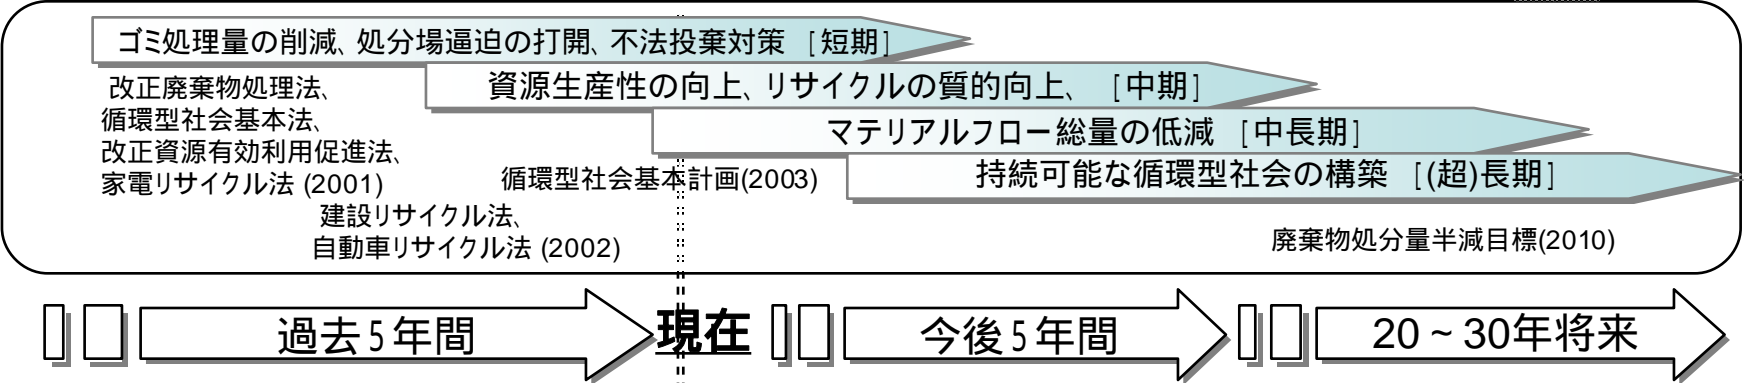 ゴミ処理量の削減、処分場逼迫の打開、不法投棄対策 [短期]
資源生産性の向上、リサイクルの質的向上、 [中期]
マテリアルフロー総量の低減 [中長期]
持続可能な循環型社会の構築 [(超)長期]
改正廃棄物処理法、
循環型社会基本法、
改正資源有効利用促進法、
家電リサイクル法 (2001)
循環型社会基本計画(2003)
建設リサイクル法、
自動車リサイクル法 (2002)
廃棄物処分量半減目標(2010)
過去5年間
現在
今後5年間
20~30年将来